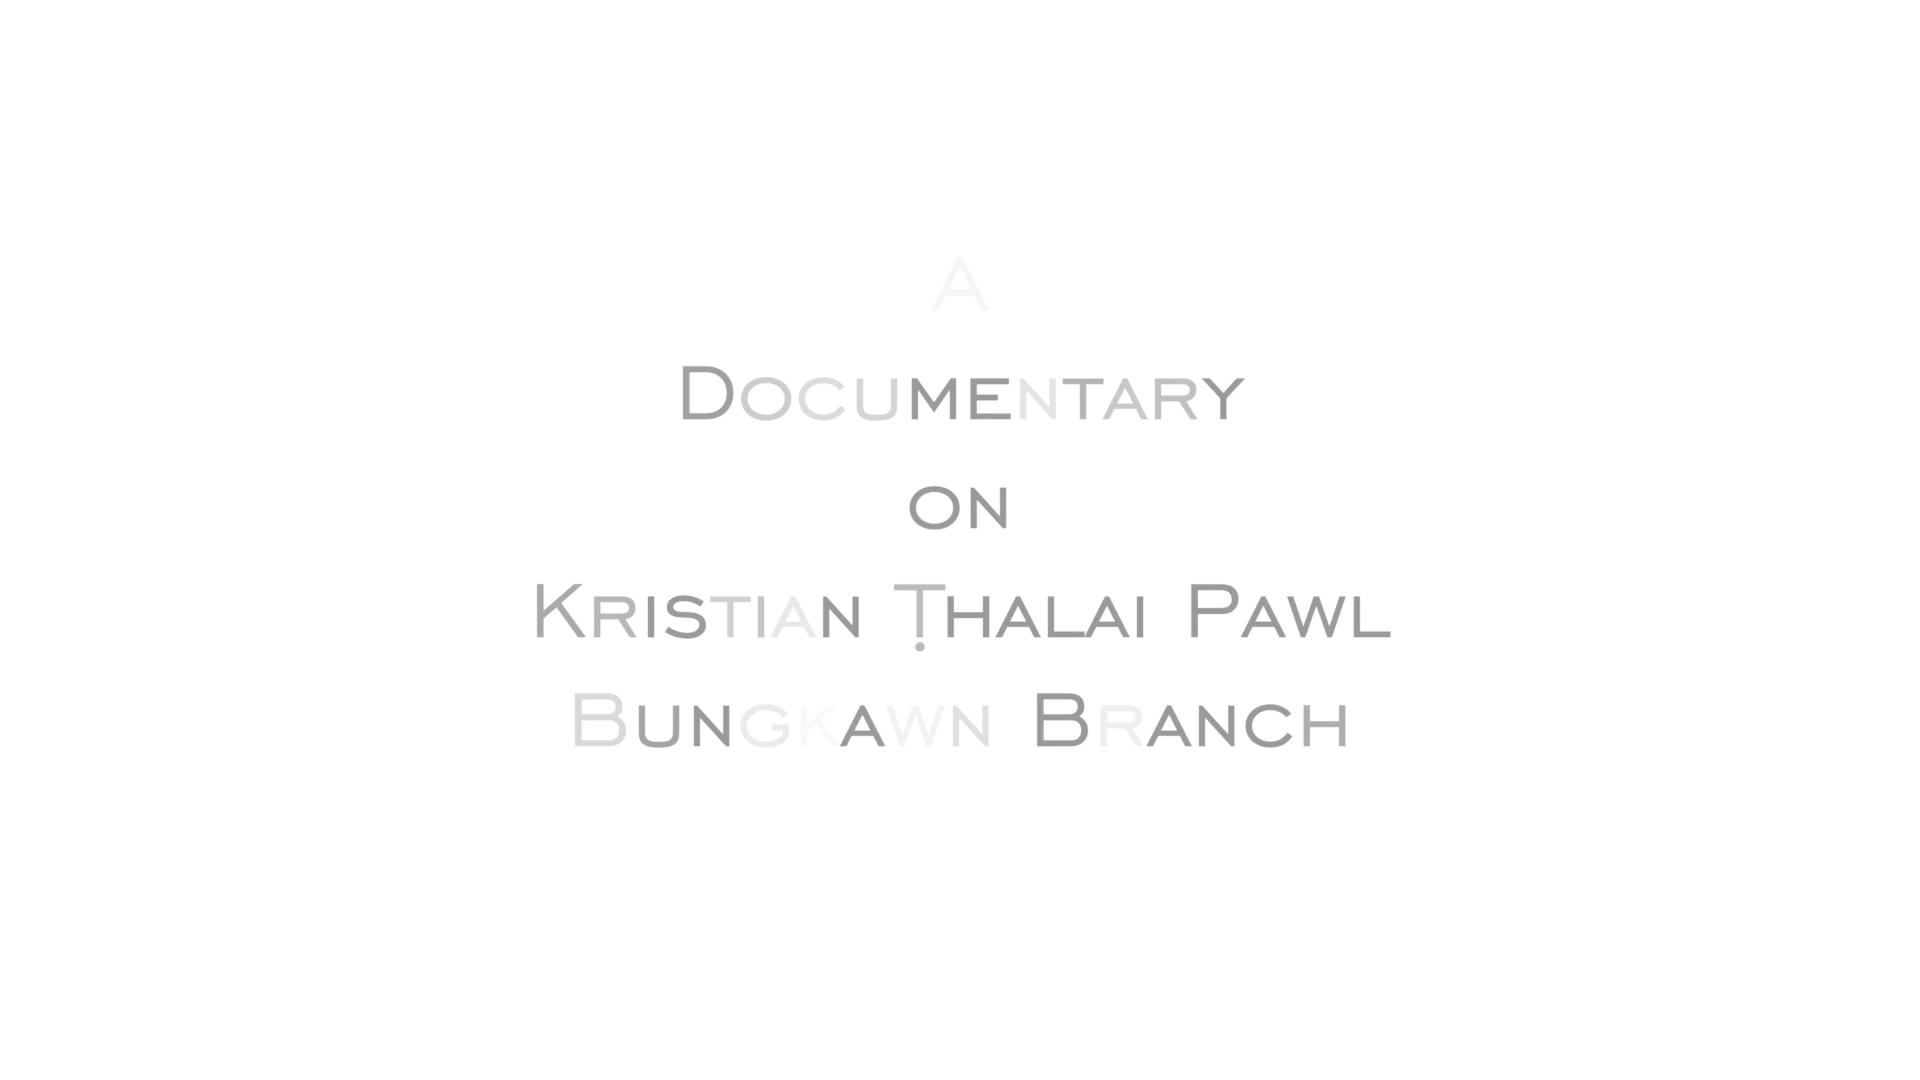 A
Documentary
on
Kristian Ṭhalai Pawl
Bungkawn Branch